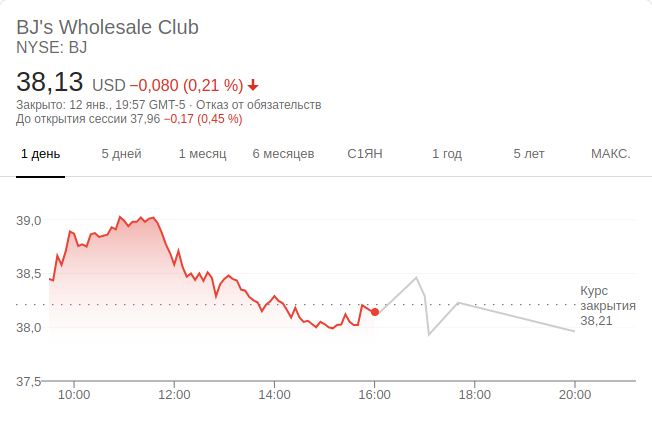 BJ's Wholesale Club
NYSE: BJ
38,13 USD −0,080 (0,21 %)
Закрыто: 12 янв., 19:57 GMT-5 · Отказ от обязательств
До открытия сессии 37,96 −0,17 (0,45 %)
1 день 5 дней 1 месяц 6 месяцев С1ЯН 1 год 5 лет МАКС.
39,0
38,5
Курс
закрытия
38,21
38,0
37,5
10:00 12:00 14:00 16:00 18:00 20:00